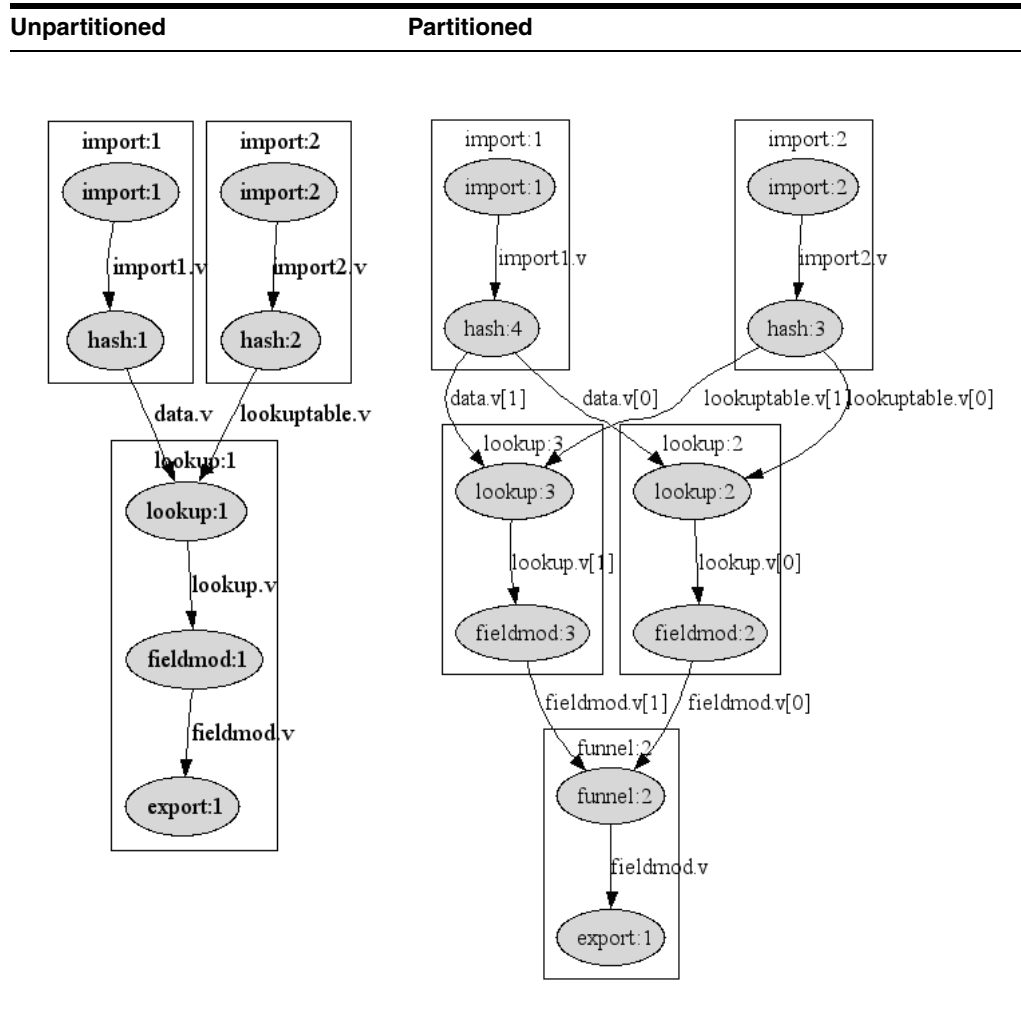 Unpartitioned Partitioned
import:1 import:2
import:1 import:2
import1.v import2.v
hash:1 hash:2
data.v lookuptable.v
lookup:1
lookup:1
lookup.v
fieldmod:1
fieldmod.v
export:1
import:1 import:2
import:1 import:2
import1.v import2.v
hash:4 hash:3
data.v[1] data.v[0] lookuptable.v[1] lookuptable.v[0]
lookup:3 lookup:2
lookup:3 lookup:2
lookup.v[1] lookup.v[0]
fieldmod:3 fieldmod:2
fieldmod.v[1] fieldmod.v[0]
funnel:2
funnel:2
fieldmod.v
export:1